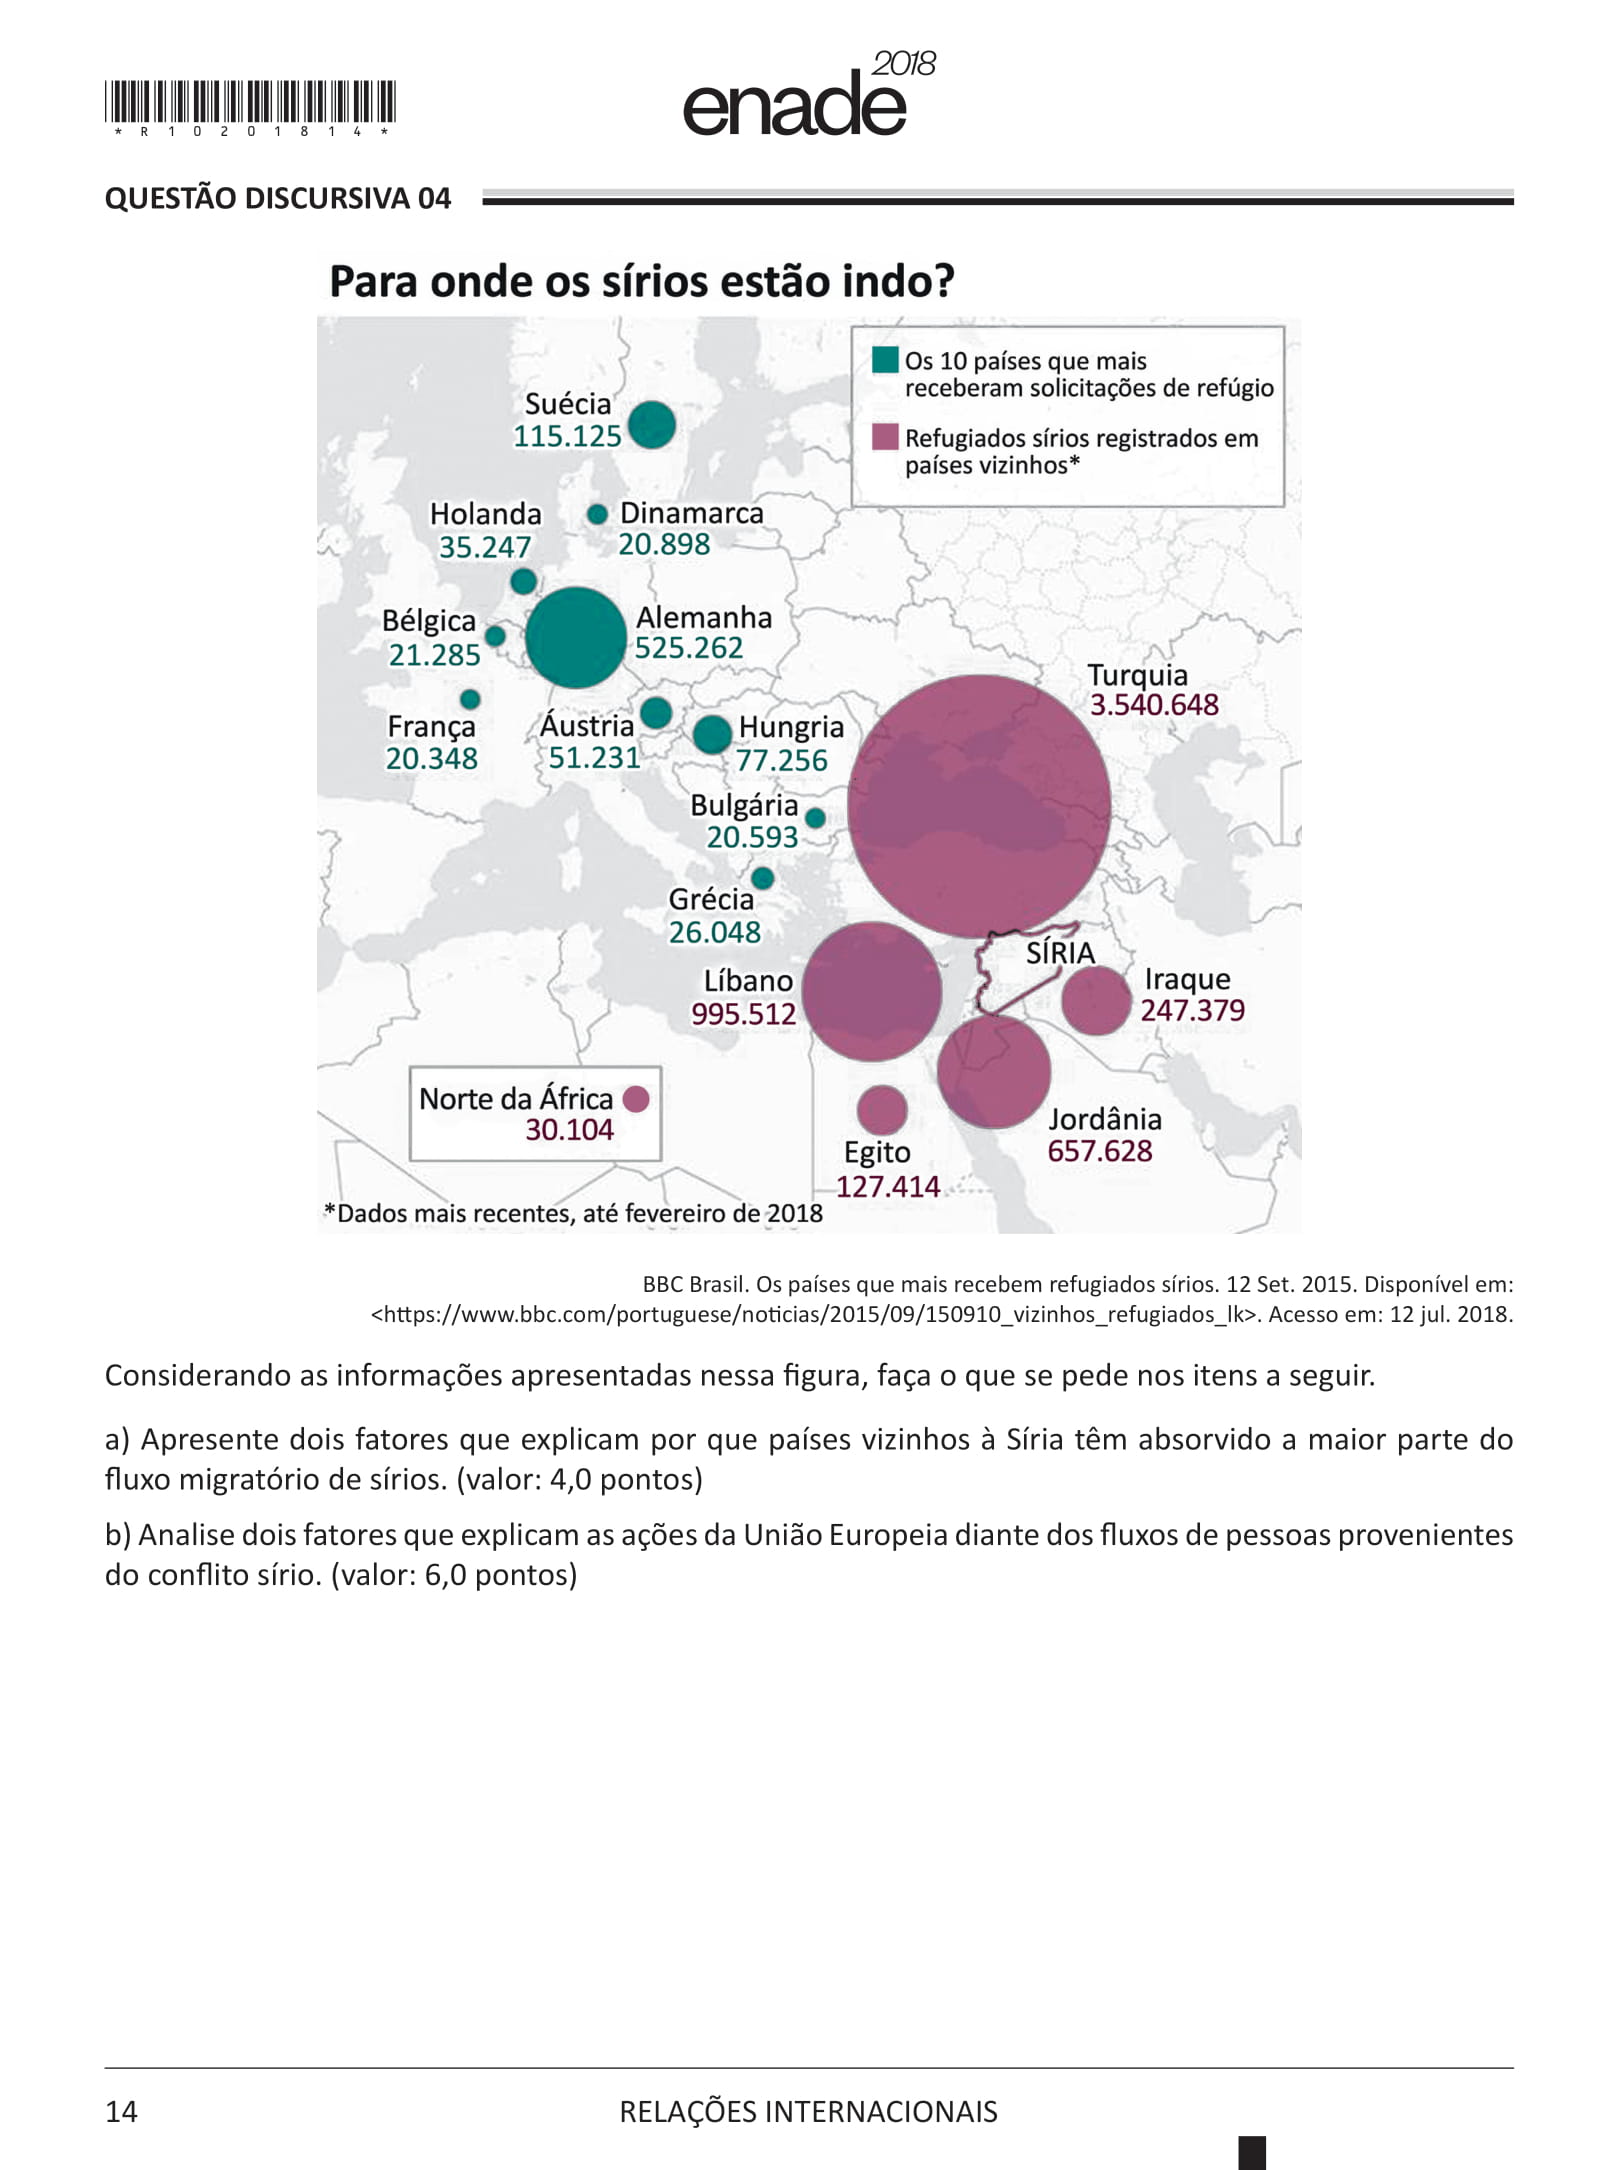 * R 1 0 2 0 1 8 1 4 *
enade 2018
QUESTÃO DISCURSIVA 04
Para onde os sírios estão indo?
Os 10 países que mais
receberam solicitações de refúgio
Refugiados sírios registrados em
países vizinhos*
Suécia
115.125
Holanda
35.247
Dinamarca
20.898
Bélgica
21.285
Alemanha
525.262
França
20.348
Áustria
51.231
Hungria
77.256
Turquia
3.540.648
Bulgária
20.593
Grécia
26.048
SÍRIA
Líbano
995.512
Iraque
247.379
Norte da África
30.104
Jordânia
657.628
Egito
127.414
*Dados mais recentes, até fevereiro de 2018
BBC Brasil. Os países que mais recebem refugiados sírios. 12 Set. 2015. Disponível em:
<https://www.bbc.com/portuguese/noticias/2015/09/150910_vizinhos_refugiados_lk>. Acesso em: 12 jul. 2018.
Considerando as informações apresentadas nessa figura, faça o que se pede nos itens a seguir.
a) Apresente dois fatores que explicam por que países vizinhos à Síria têm absorvido a maior parte do
fluxo migratório de sírios. (valor: 4,0 pontos)
b) Analise dois fatores que explicam as ações da União Europeia diante dos fluxos de pessoas provenientes
do conflito sírio. (valor: 6,0 pontos)
14
RELAÇÕES INTERNACIONAIS